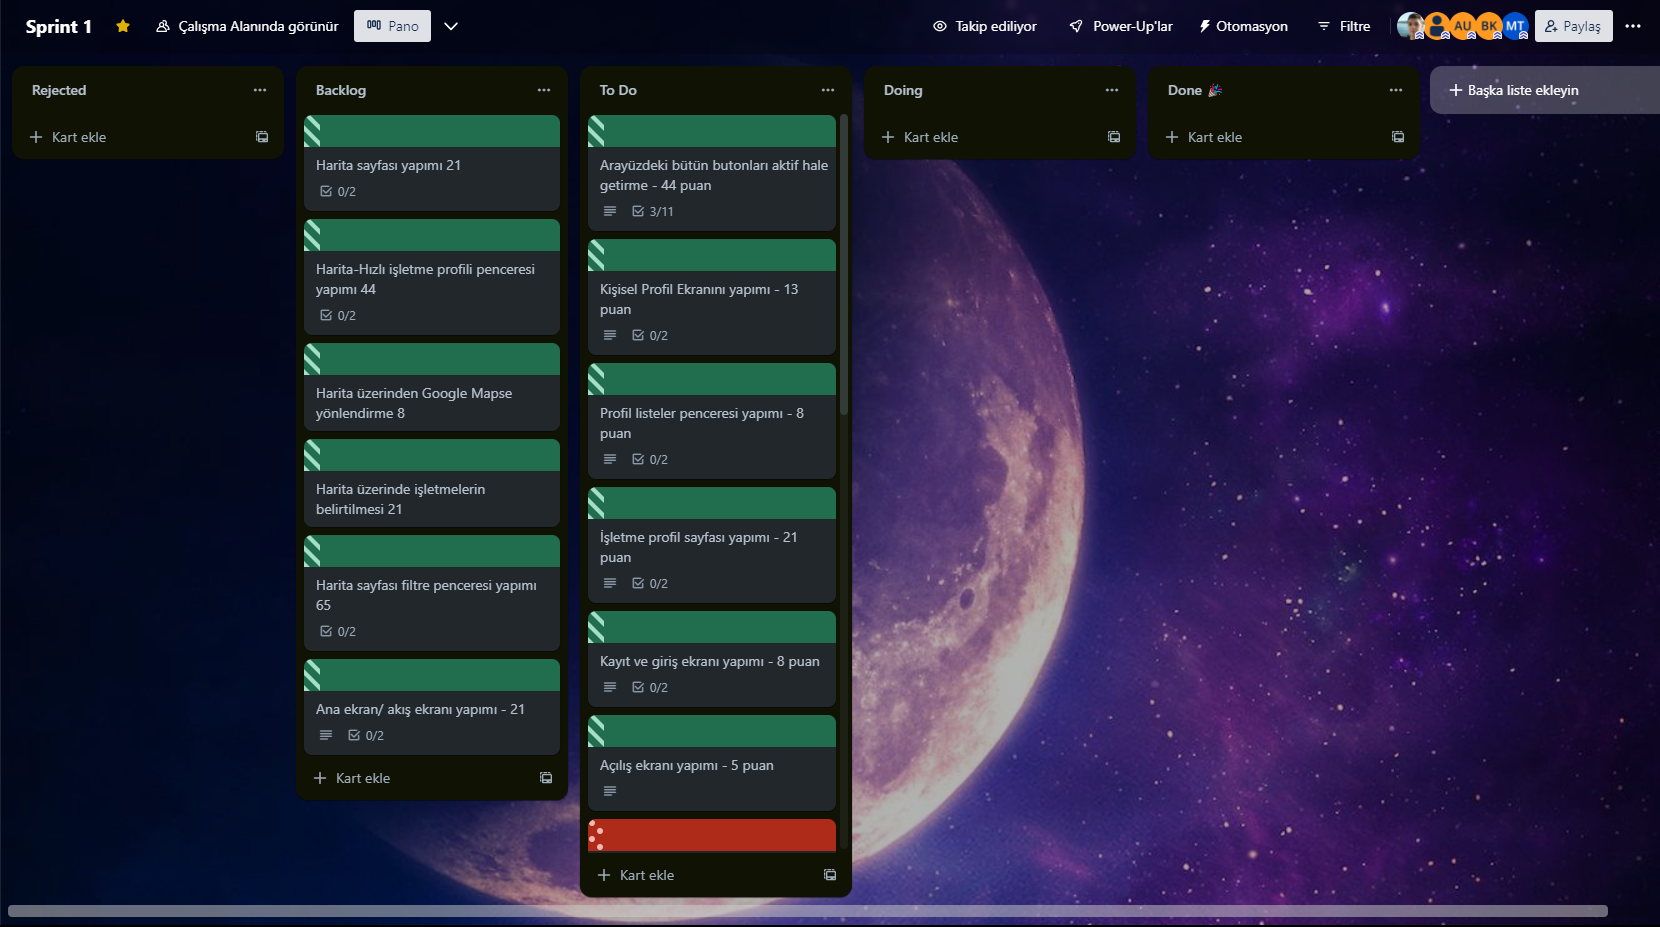 Sprint 1
Çalışma Alanında görünür
Pano
Takip ediliyor
Power-Up'lar
Otomasyon
Filtre
AU
BK
MT
Paylaş
Rejected
Kart ekle
Backlog
Harita sayfası yapımı 21
0/2
Harita-Hızlı işletme profili penceresi
yapımı 44
0/2
Harita üzerinden Google Mapse
yönlendirme 8
Harita üzerinde işletmelerin
belirtilmesi 21
Harita sayfası filtre penceresi yapımı
65
0/2
Ana ekran/ akış ekranı yapımı - 21
0/2
Kart ekle
To Do
Arayüzdeki bütün butonları aktif hale
getirme - 44 puan
3/11
Kişisel Profil Ekranını yapımı - 13
puan
0/2
Profil listeler penceresi yapımı - 8
puan
0/2
İşletme profil sayfası yapımı - 21
puan
0/2
Kayıt ve giriş ekranı yapımı - 8 puan
0/2
Açılış ekranı yapımı - 5 puan
Kart ekle
Doing
Kart ekle
Done 🎉
Kart ekle
Başka liste ekleyin